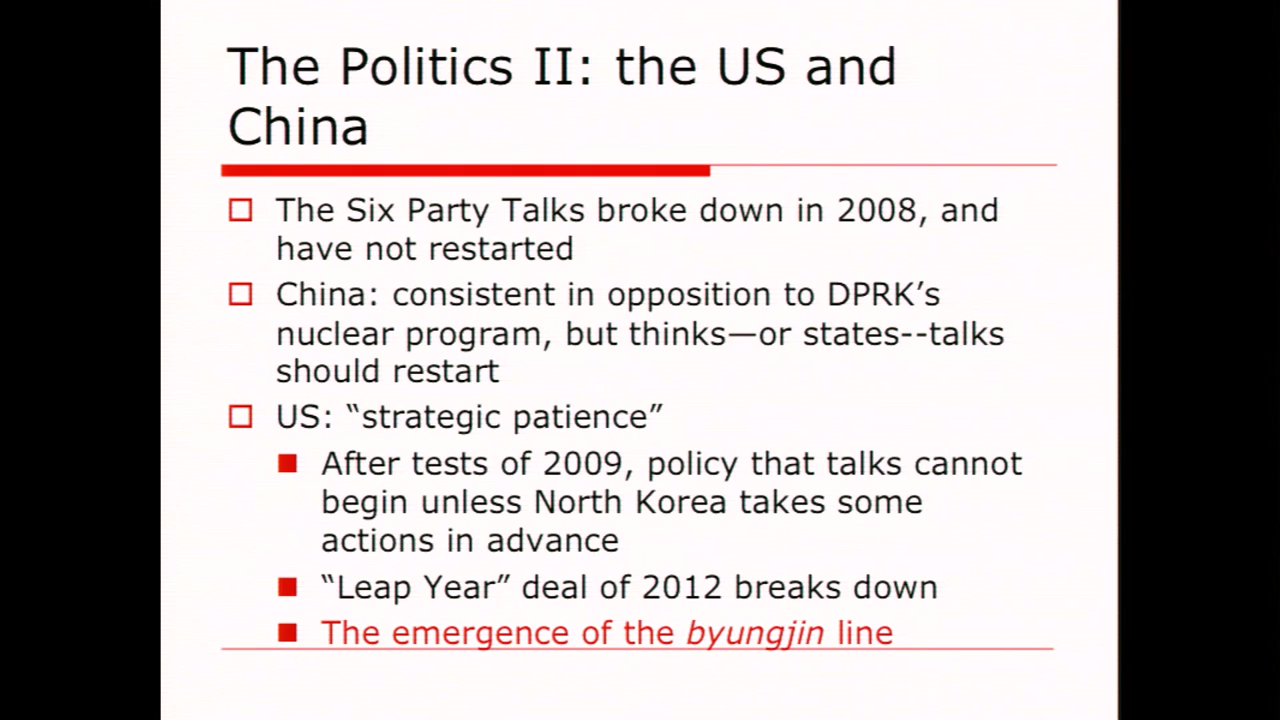 The Politics II: the US and
China
The Six Party Talks broke down in 2008, and
have not restarted
China: consistent in opposition to DPRK’s
nuclear program, but thinks—or states--talks
should restart
US: “strategic patience”
After tests of 2009, policy that talks cannot
begin unless North Korea takes some
actions in advance
“Leap Year” deal of 2012 breaks down
The emergence of the byungjin line